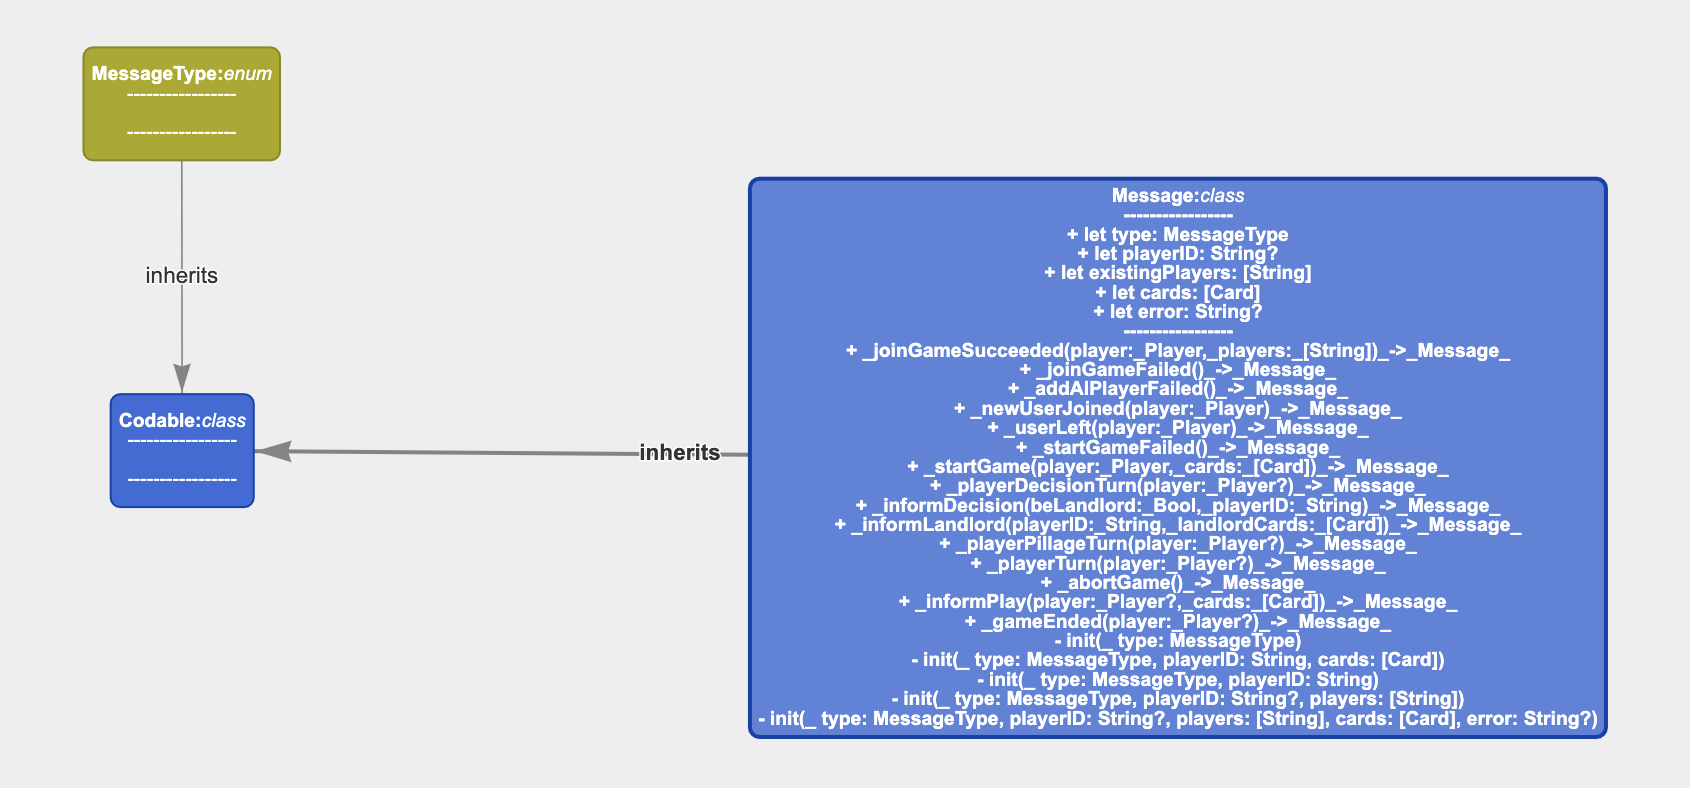 MessageType:enum
-----------------
-----------------
inherits
Codable:class
-----------------
-----------------
inherits
Message:class
-----------------
+ let type: MessageType
+ let playerID: String?
+ let existingPlayers: [String]
+ let cards: [Card]
+ let error: String?
-----------------
+ _joinGameSucceeded(player:_Player,_players:_[String])_->_Message_
+ _joinGameFailed()_->_Message_
+ _addAIPlayerFailed()_->_Message_
+ _newUserJoined(player:_Player)_->_Message_
+ _userLeft(player:_Player)_->_Message_
+ _startGameFailed()_->_Message_
+ _startGame(player:_Player,_cards:_[Card])_->_Message_
+ _playerDecisionTurn(player:_Player?)_->_Message_
+ _informDecision(beLandlord:_Bool,_playerID:_String)_->_Message_
+ _informLandlord(playerID:_String,_landlordCards:_[Card])_->_Message_
+ _playerPillageTurn(player:_Player?)_->_Message_
+ _playerTurn(player:_Player?)_->_Message_
+ _abortGame()_->_Message_
+ _informPlay(player:_Player?,_cards:_[Card])_->_Message_
+ _gameEnded(player:_Player?)_->_Message_
- init(_ type: MessageType)
- init(_ type: MessageType, playerID: String, cards: [Card])
- init(_ type: MessageType, playerID: String)
- init(_ type: MessageType, playerID: String?, players: [String])
- init(_ type: MessageType, playerID: String?, players: [String], cards: [Card], error: String?)